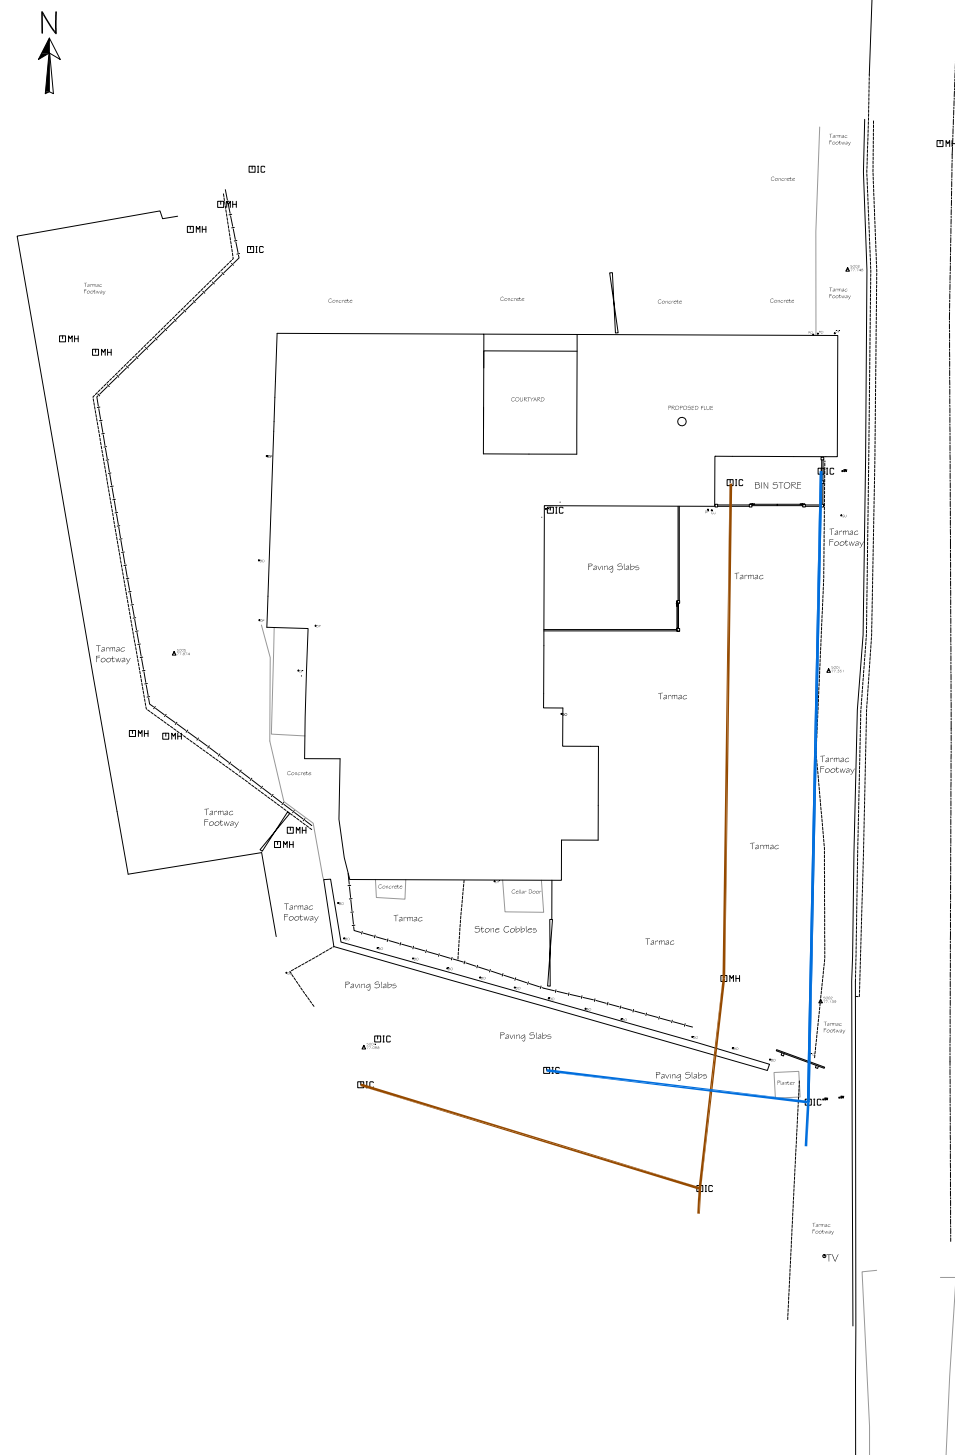 N
Tarmac
Footway
MH
IC
Concrete
MH
MH
IC
Tarmac
Footway
Tarmac
Footway
Concrete
Concrete
Concrete
Concrete
MH
MH
COURTYARD
PROPOSED FLUE
IC
IC
BIN STORE
IC
Tarmac
Footway
Paving Slabs
Tarmac
Tarmac
Footway
Tarmac
MH
MH
Tarmac
Footway
Concrete
Tarmac
Footway
MH
MH
Tarmac
Concrete
Cellar Door
Tarmac
Footway
Tarmac
Stone Cobbles
Tarmac
MH
Paving Slabs
Tarmac
Footway
Paving Slabs
IC
IC
Paving Slabs
IC
Planter
IC
IC
Tarmac
Footway
TV